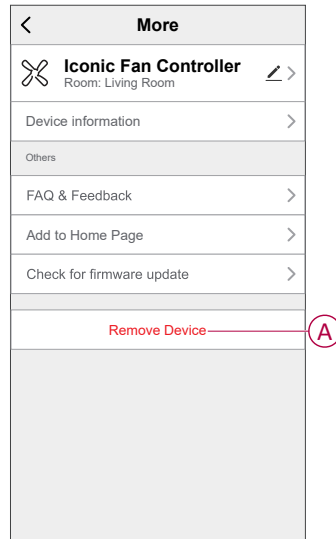 More
Iconic Fan Controller
Room: Living Room
Device information
Others
FAQ & Feedback
Add to Home Page
Check for firmware update
Remove Device
A